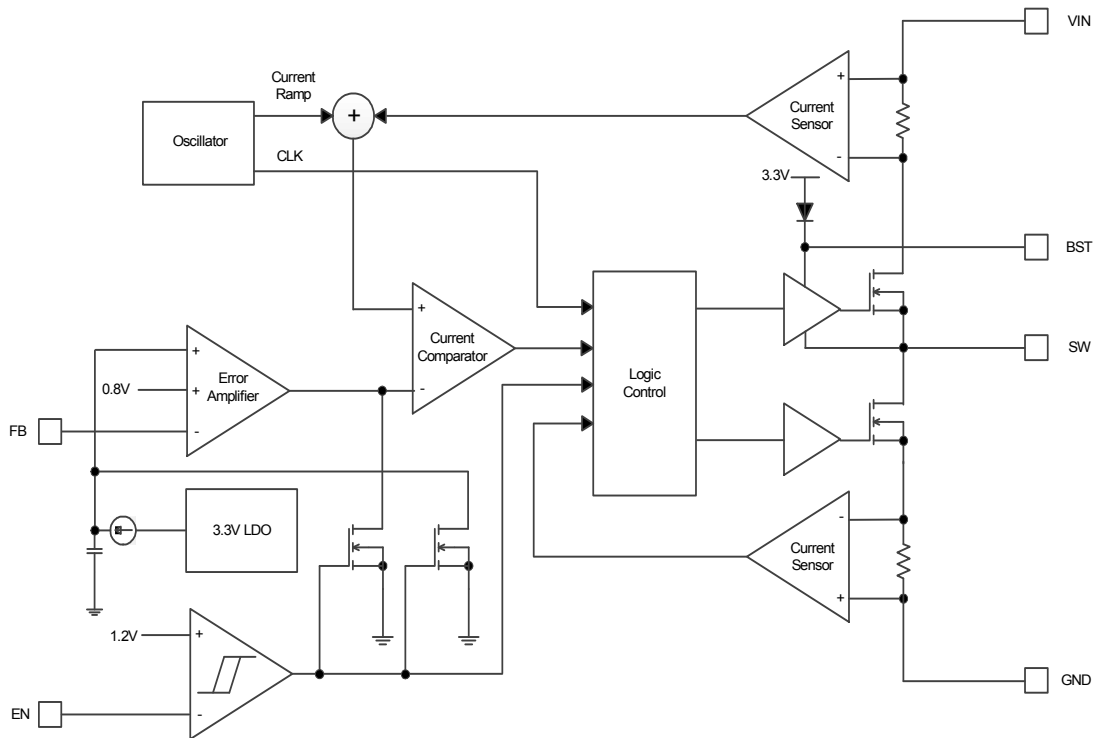 VIN
Current
Ramp
+
Current
Sensor
+
-
Oscillator
CLK
3.3V
BST
+
Current
Comparator
-
Logic
Control
SW
+
Error
Amplifier
0.8V
+
FB
-
3.3V LDO
-
Current
Sensor
+
1.2V
+
GND
EN
-